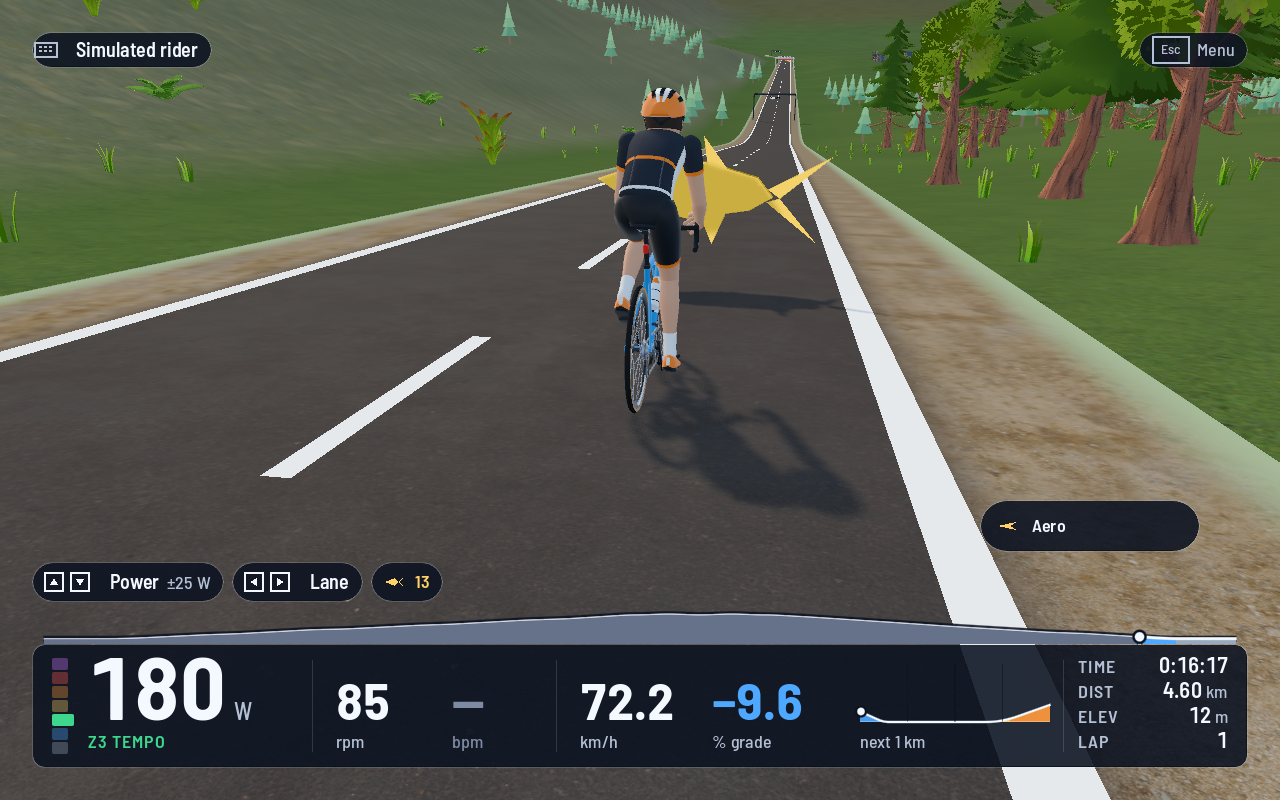 Simulated rider
Esc Menu
Aero
Power ±25 W
Lane
13
180 W
Z3 TEMPO
85
rpm
—
bpm
72.2
km/h
−9.6
% grade
next 1 km
TIME 0:16:17
DIST 4.60 km
ELEV 12 m
LAP 1